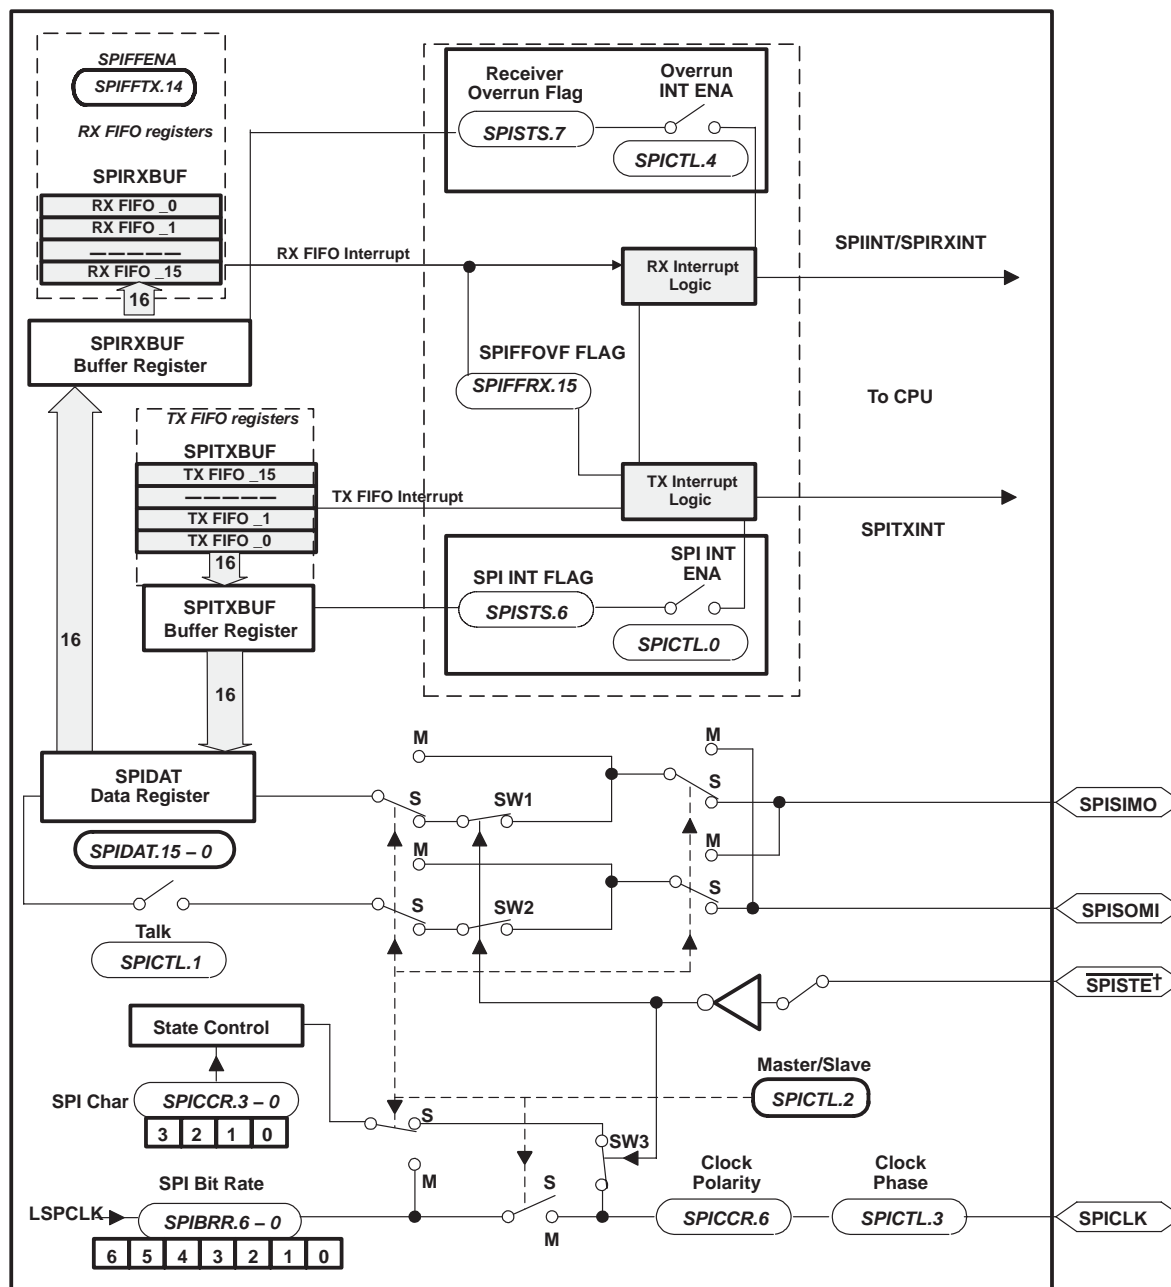 SPIFFENA
SPIFFTX.14
RX FIFO registers
SPIRXBUF
RX FIFO _0
RX FIFO _1
— — — — —
RX FIFO _15
16
SPIRXBUF
Buffer Register
Receiver
Overrun Flag
SPISTS.7
Overrun
INT ENA
SPICTL.4
RX FIFO Interrupt
RX Interrupt
Logic
SPIINT/SPIRXINT
SPIFFOVF FLAG
SPIFFRX.15
To CPU
TX FIFO registers
SPITXBUF
TX FIFO _15
— — — — —
TX FIFO _1
TX FIFO _0
16
TX FIFO Interrupt
TX Interrupt
Logic
SPITXINT
SPITXBUF
Buffer Register
SPI INT FLAG
SPISTS.6
SPI INT
ENA
SPICTL.0
16
16
SPIDAT
Data Register
SPIDAT.15 – 0
M
S
SW1
M
S
SPISIMO
M
S
SW2
M
S
SPISOMI
Talk
SPICTL.1
SPISTE†
State Control
Master/Slave
SPICTL.2
SPI Char
SPICCR.3 – 0
3 2 1 0
S
M
SW3
SPI Bit Rate
LSPCLK
SPIBRR.6 – 0
6 5 4 3 2 1 0
S
M
Clock
Polarity
SPICCR.6
Clock
Phase
SPICTL.3
SPICLK